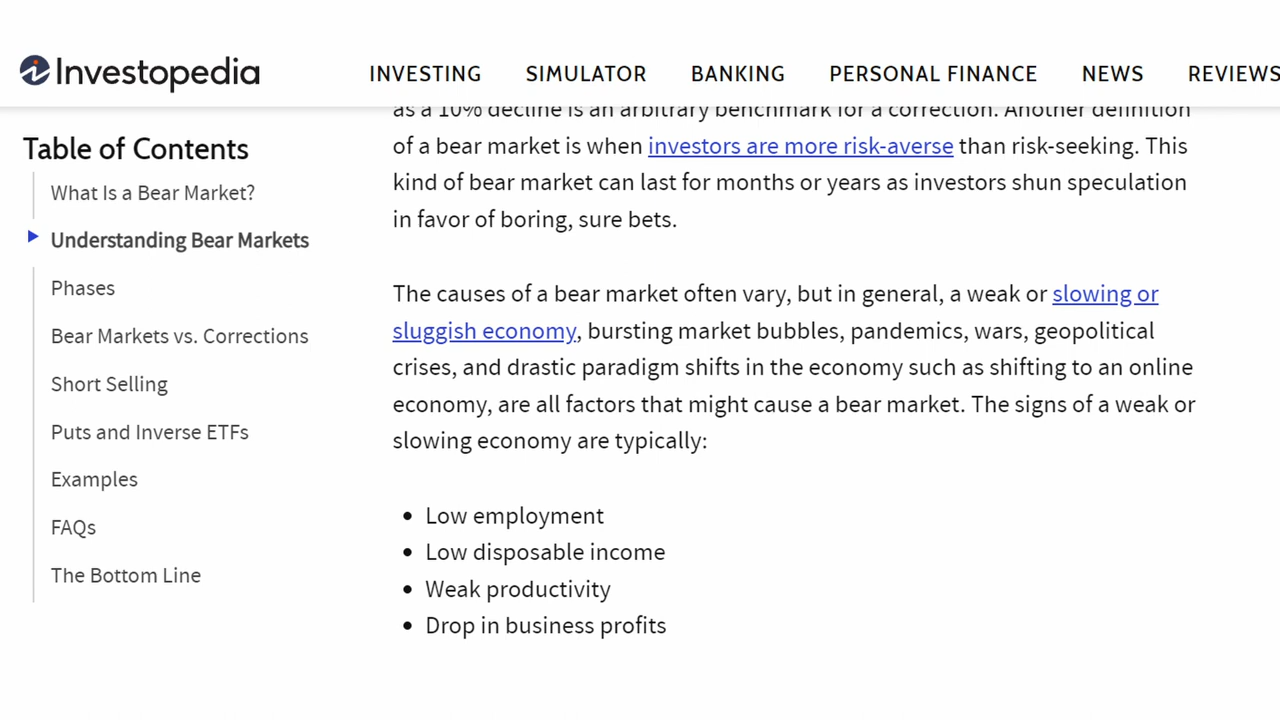 Investopedia
INVESTING SIMULATOR BANKING PERSONAL FINANCE NEWS REVIEWS
Table of Contents
What Is a Bear Market?
Understanding Bear Markets
Phases
Bear Markets vs. Corrections
Short Selling
Puts and Inverse ETFs
Examples
FAQs
The Bottom Line
as a 10% decline is an arbitrary benchmark for a correction. Another definition
of a bear market is when investors are more risk-averse than risk-seeking. This
kind of bear market can last for months or years as investors shun speculation
in favor of boring, sure bets.
The causes of a bear market often vary, but in general, a weak or slowing or
sluggish economy, bursting market bubbles, pandemics, wars, geopolitical
crises, and drastic paradigm shifts in the economy such as shifting to an online
economy, are all factors that might cause a bear market. The signs of a weak or
slowing economy are typically:
Low employment
Low disposable income
Weak productivity
Drop in business profits